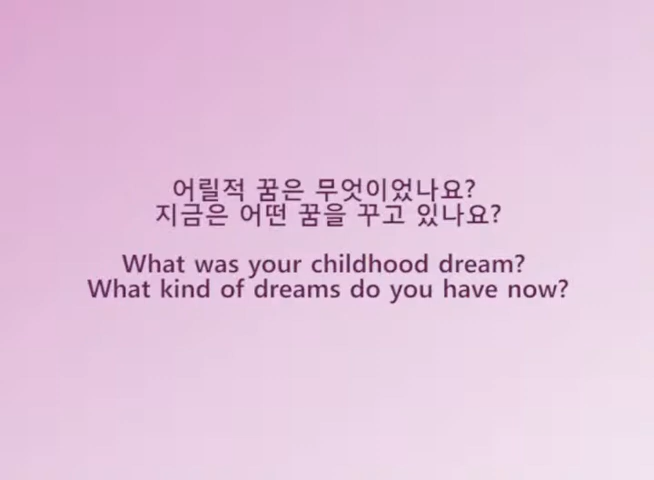 어릴적 꿈은 무엇이었나요?
지금은 어떤 꿈을 꾸고 있나요?
What was your childhood dream?
What kind of dreams do you have now?